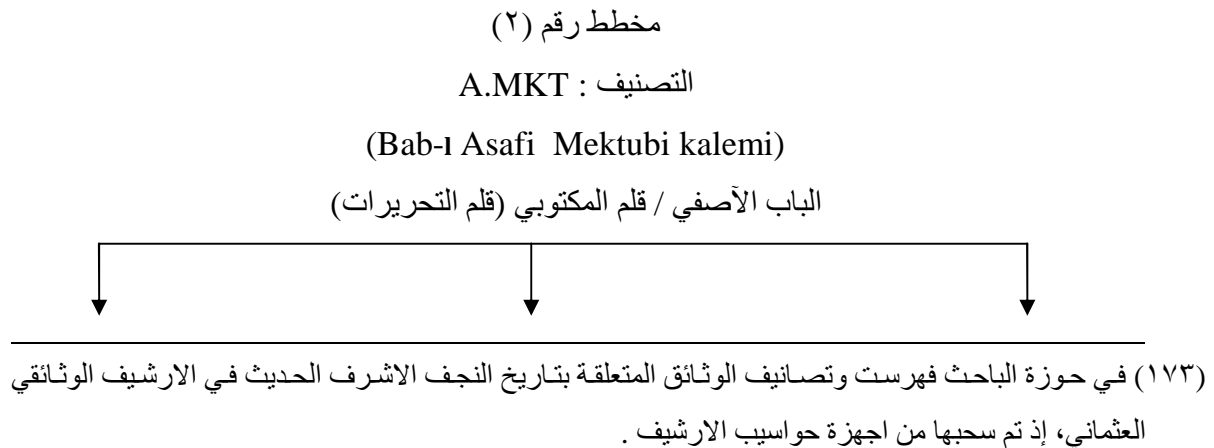 مخطط رقم (٢)
التصنيف : A.MKT
(Bab-ı Asafi Mektubi kalemi)
الباب الآصفي / قلم المكتوبي (قلم التحريرات)
(١٧٣) في حوزة الباحث فهرست وتصانيف الوثائق المتعلقة بتاريخ النجف الاشرف الحديث في الارشيف الوثائقي
العثماني، إذ تم سحبها من اجهزة حواسيب الارشيف .